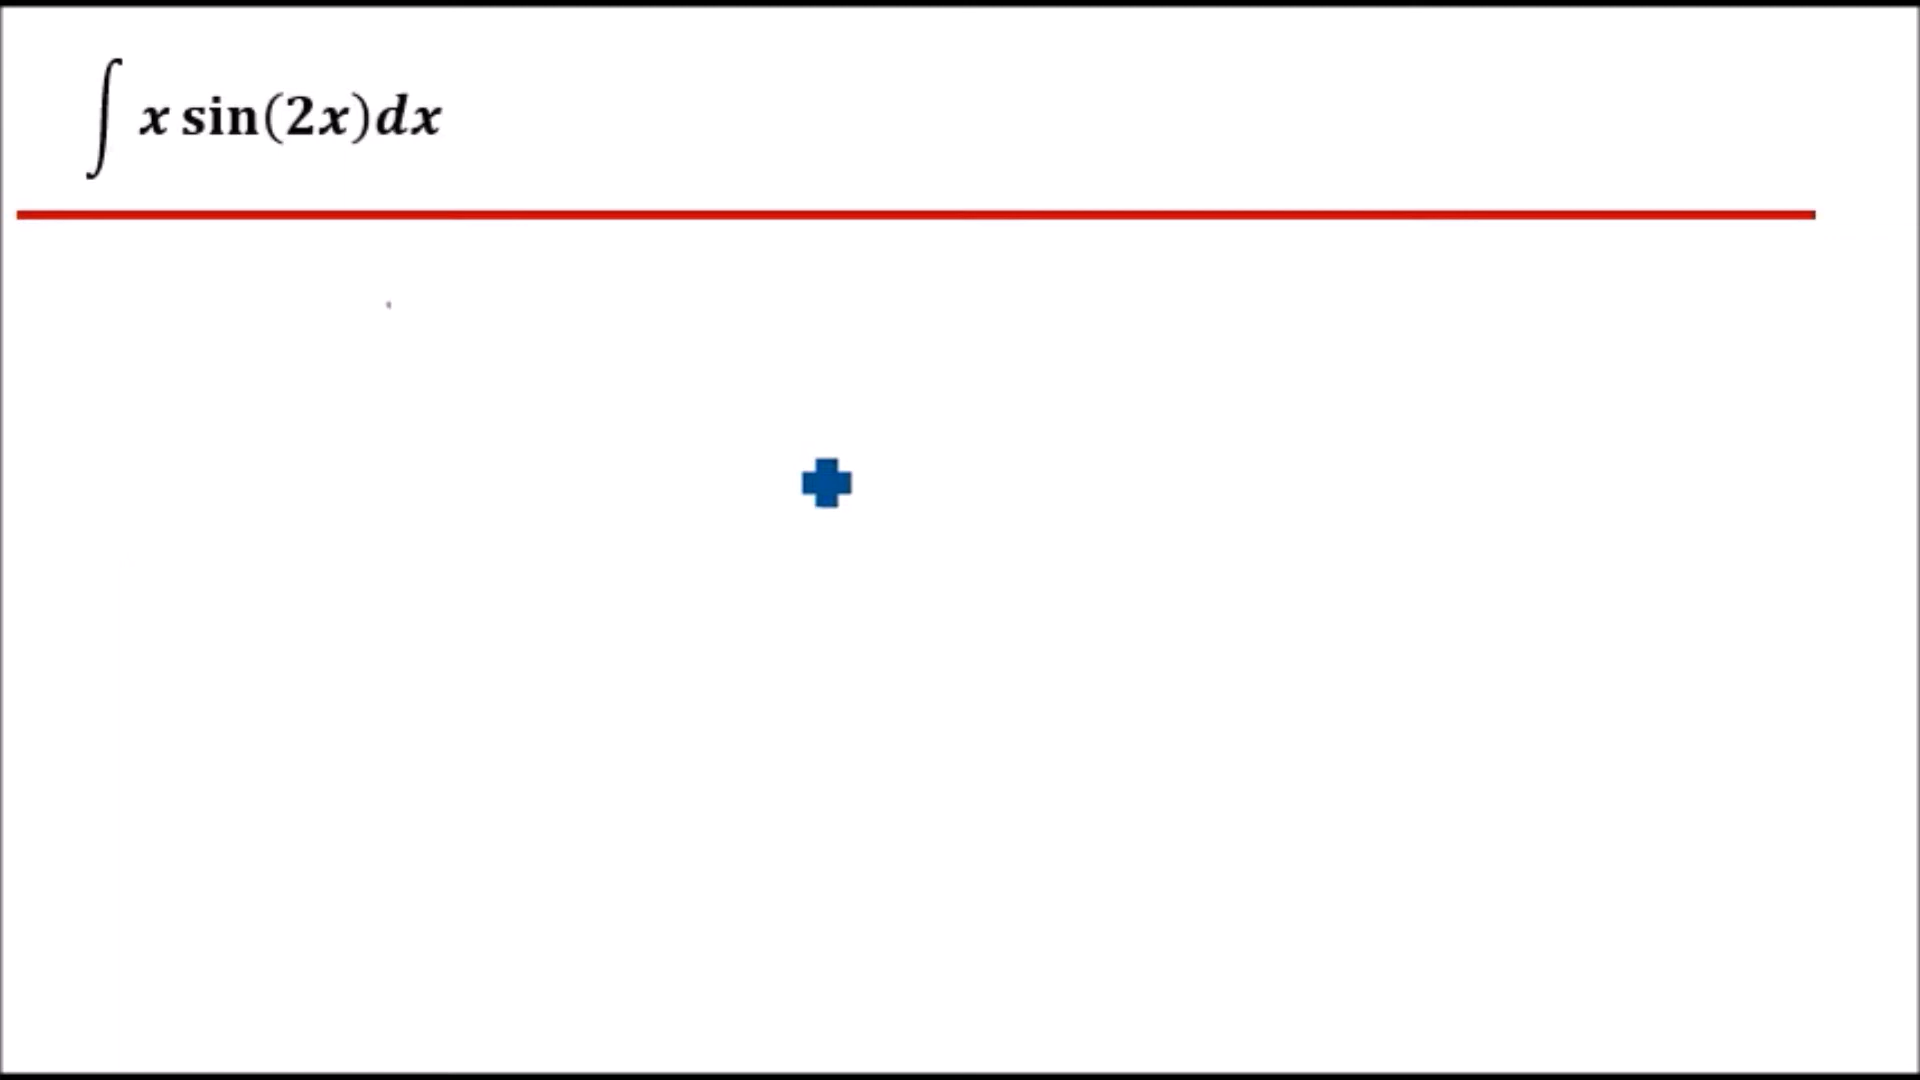 ∫ x sin(2x)dx